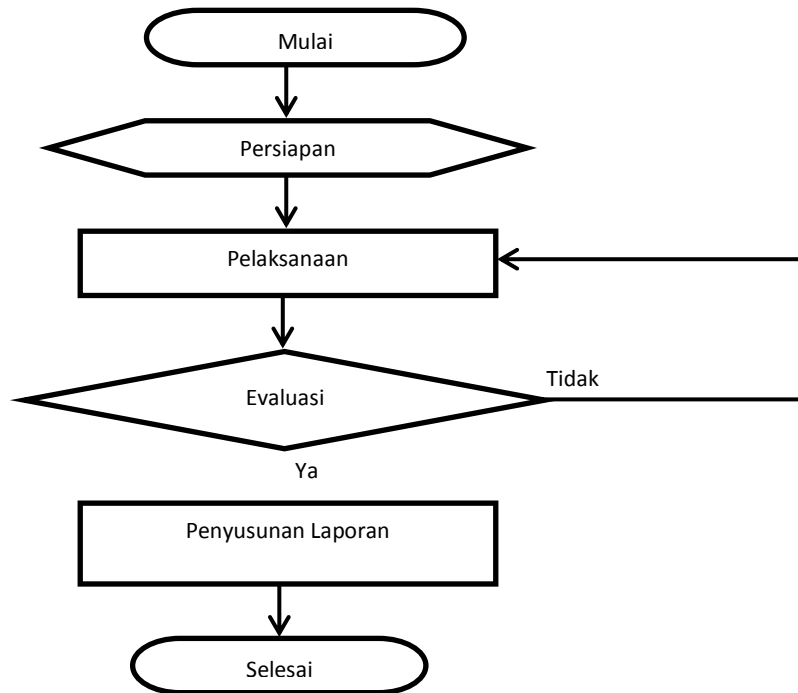 Mulai
Persiapan
Pelaksanaan
Evaluasi
Tidak
Ya
Penyusunan Laporan
Selesai